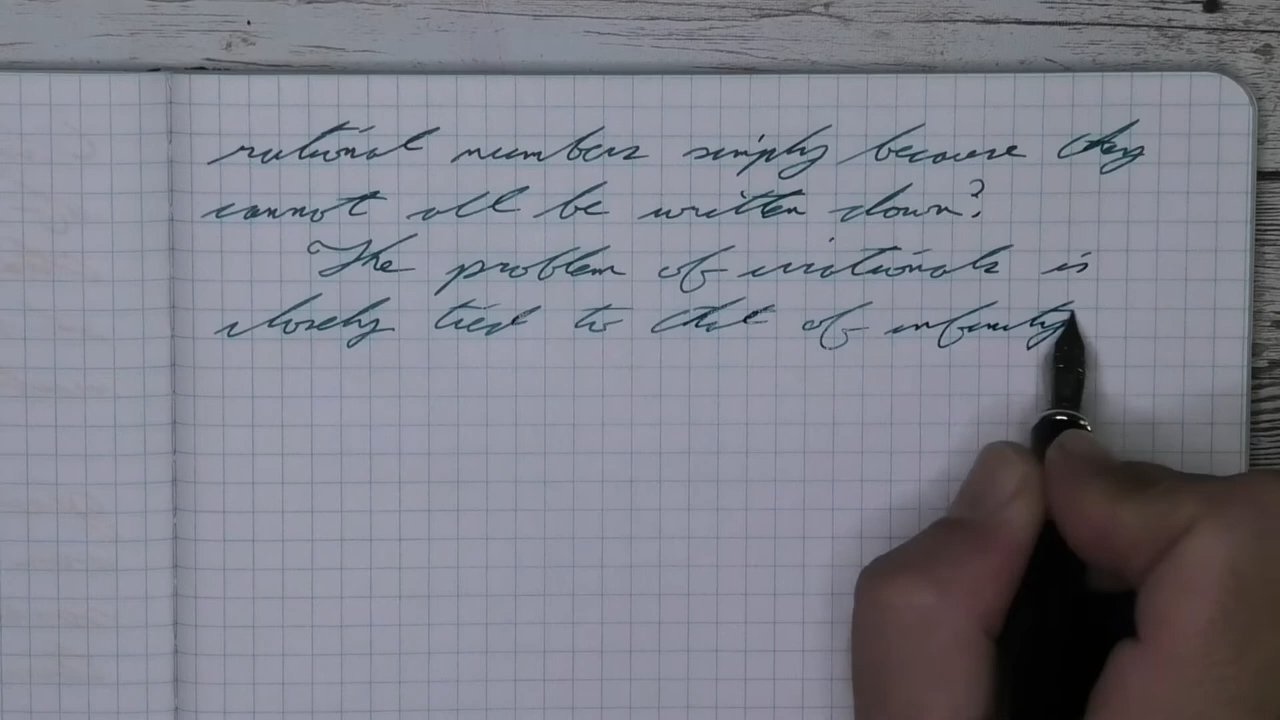 rational numbers simply because they
cannot all be written down?
The problem of irrationals is
closely tied to that of infinity